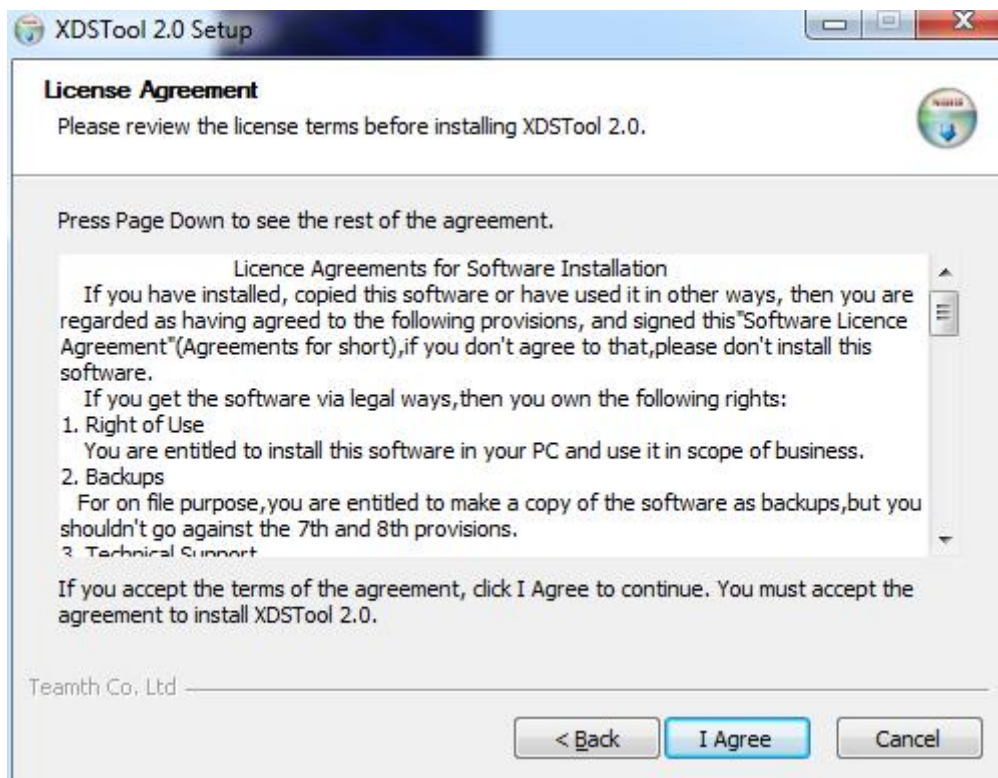 XDSTool 2.0 Setup
License Agreement
Please review the license terms before installing XDSTool 2.0.
Press Page Down to see the rest of the agreement.
Licence Agreements for Software Installation
If you have installed, copied this software or have used it in other ways, then you are
regarded as having agreed to the following provisions, and signed this"Software Licence
Agreement"(Agreements for short),if you don't agree to that,please don't install this
software.
If you get the software via legal ways,then you own the following rights:
1. Right of Use
You are entitled to install this software in your PC and use it in scope of business.
2. Backups
For on file purpose,you are entitled to make a copy of the software as backups,but you
shouldn't go against the 7th and 8th provisions.
3. Technical Support
If you accept the terms of the agreement, click I Agree to continue. You must accept the
agreement to install XDSTool 2.0.
Teamth Co. Ltd
< Back
I Agree
Cancel